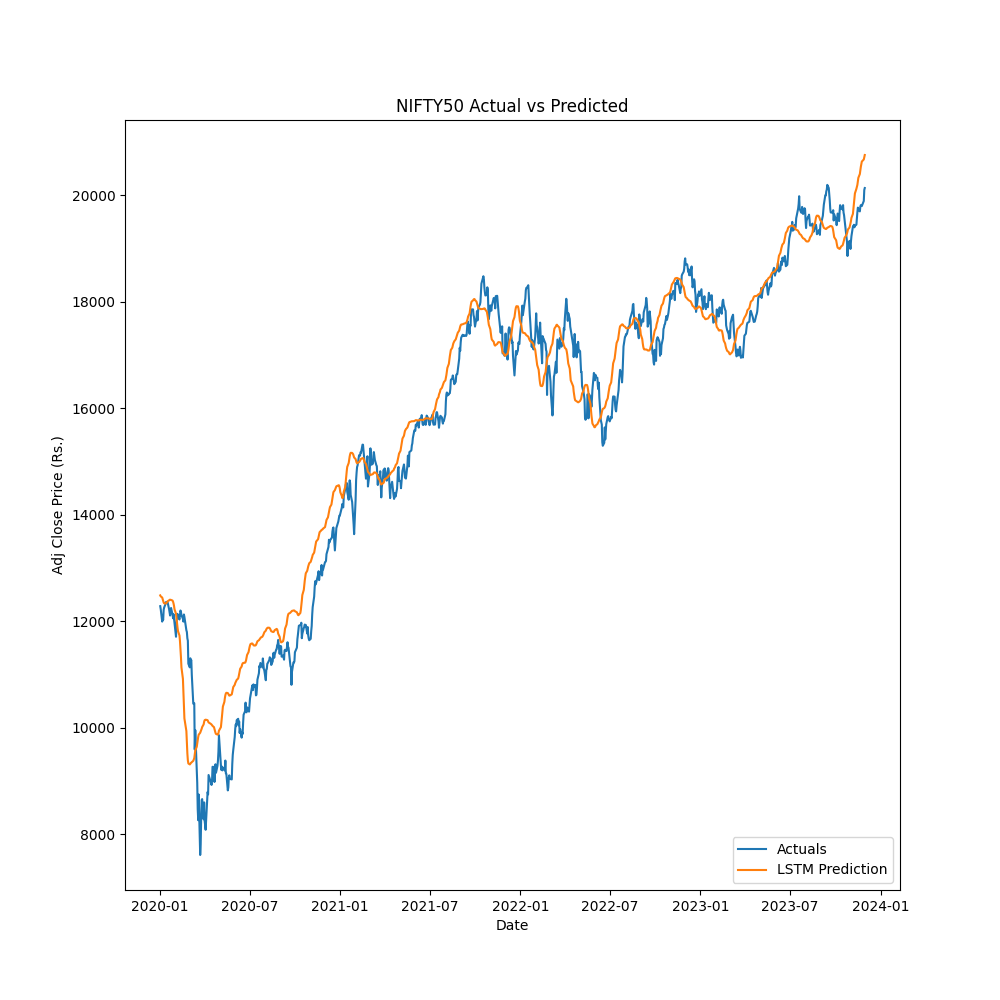 NIFTY50 Actual vs Predicted
Adj Close Price (Rs.)
20000
18000
16000
14000
12000
10000
8000
Actuals
LSTM Prediction
2020-01 2020-07 2021-01 2021-07 2022-01 2022-07 2023-01 2023-07 2024-01
Date